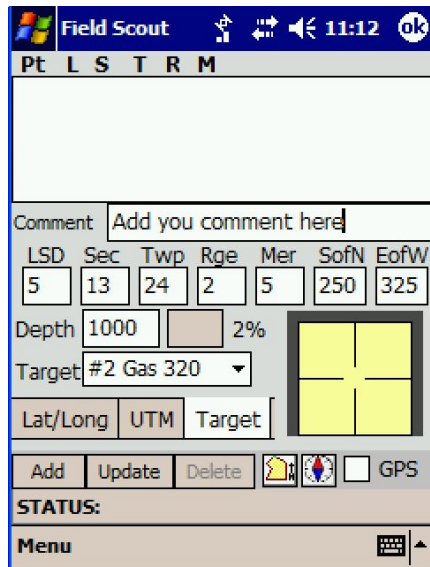 Field Scout 11:12 ok
Pt L S T R M
Comment Add you comment here
LSD Sec Twp Rge Mer SofN EofW
5 13 24 2 5 250 325
Depth 1000 2%
Target #2 Gas 320
Lat/Long UTM Target
Add Update Delete GPS
STATUS:
Menu